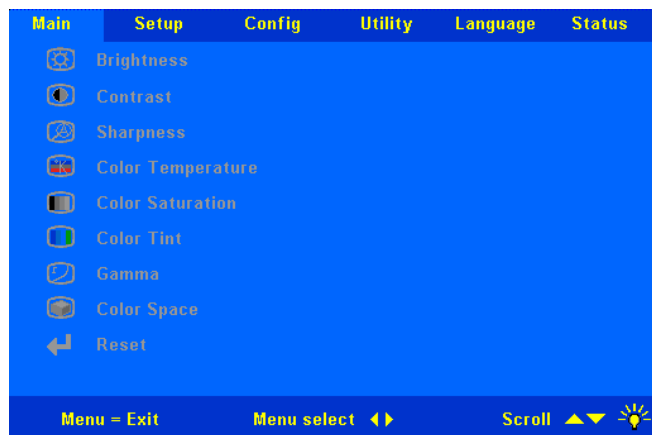 Main Setup Config Utility Language Status
Brightness
Contrast
Sharpness
Color Temperature
Color Saturation
Color Tint
Gamma
Color Space
Reset
Menu = Exit Menu select Scroll